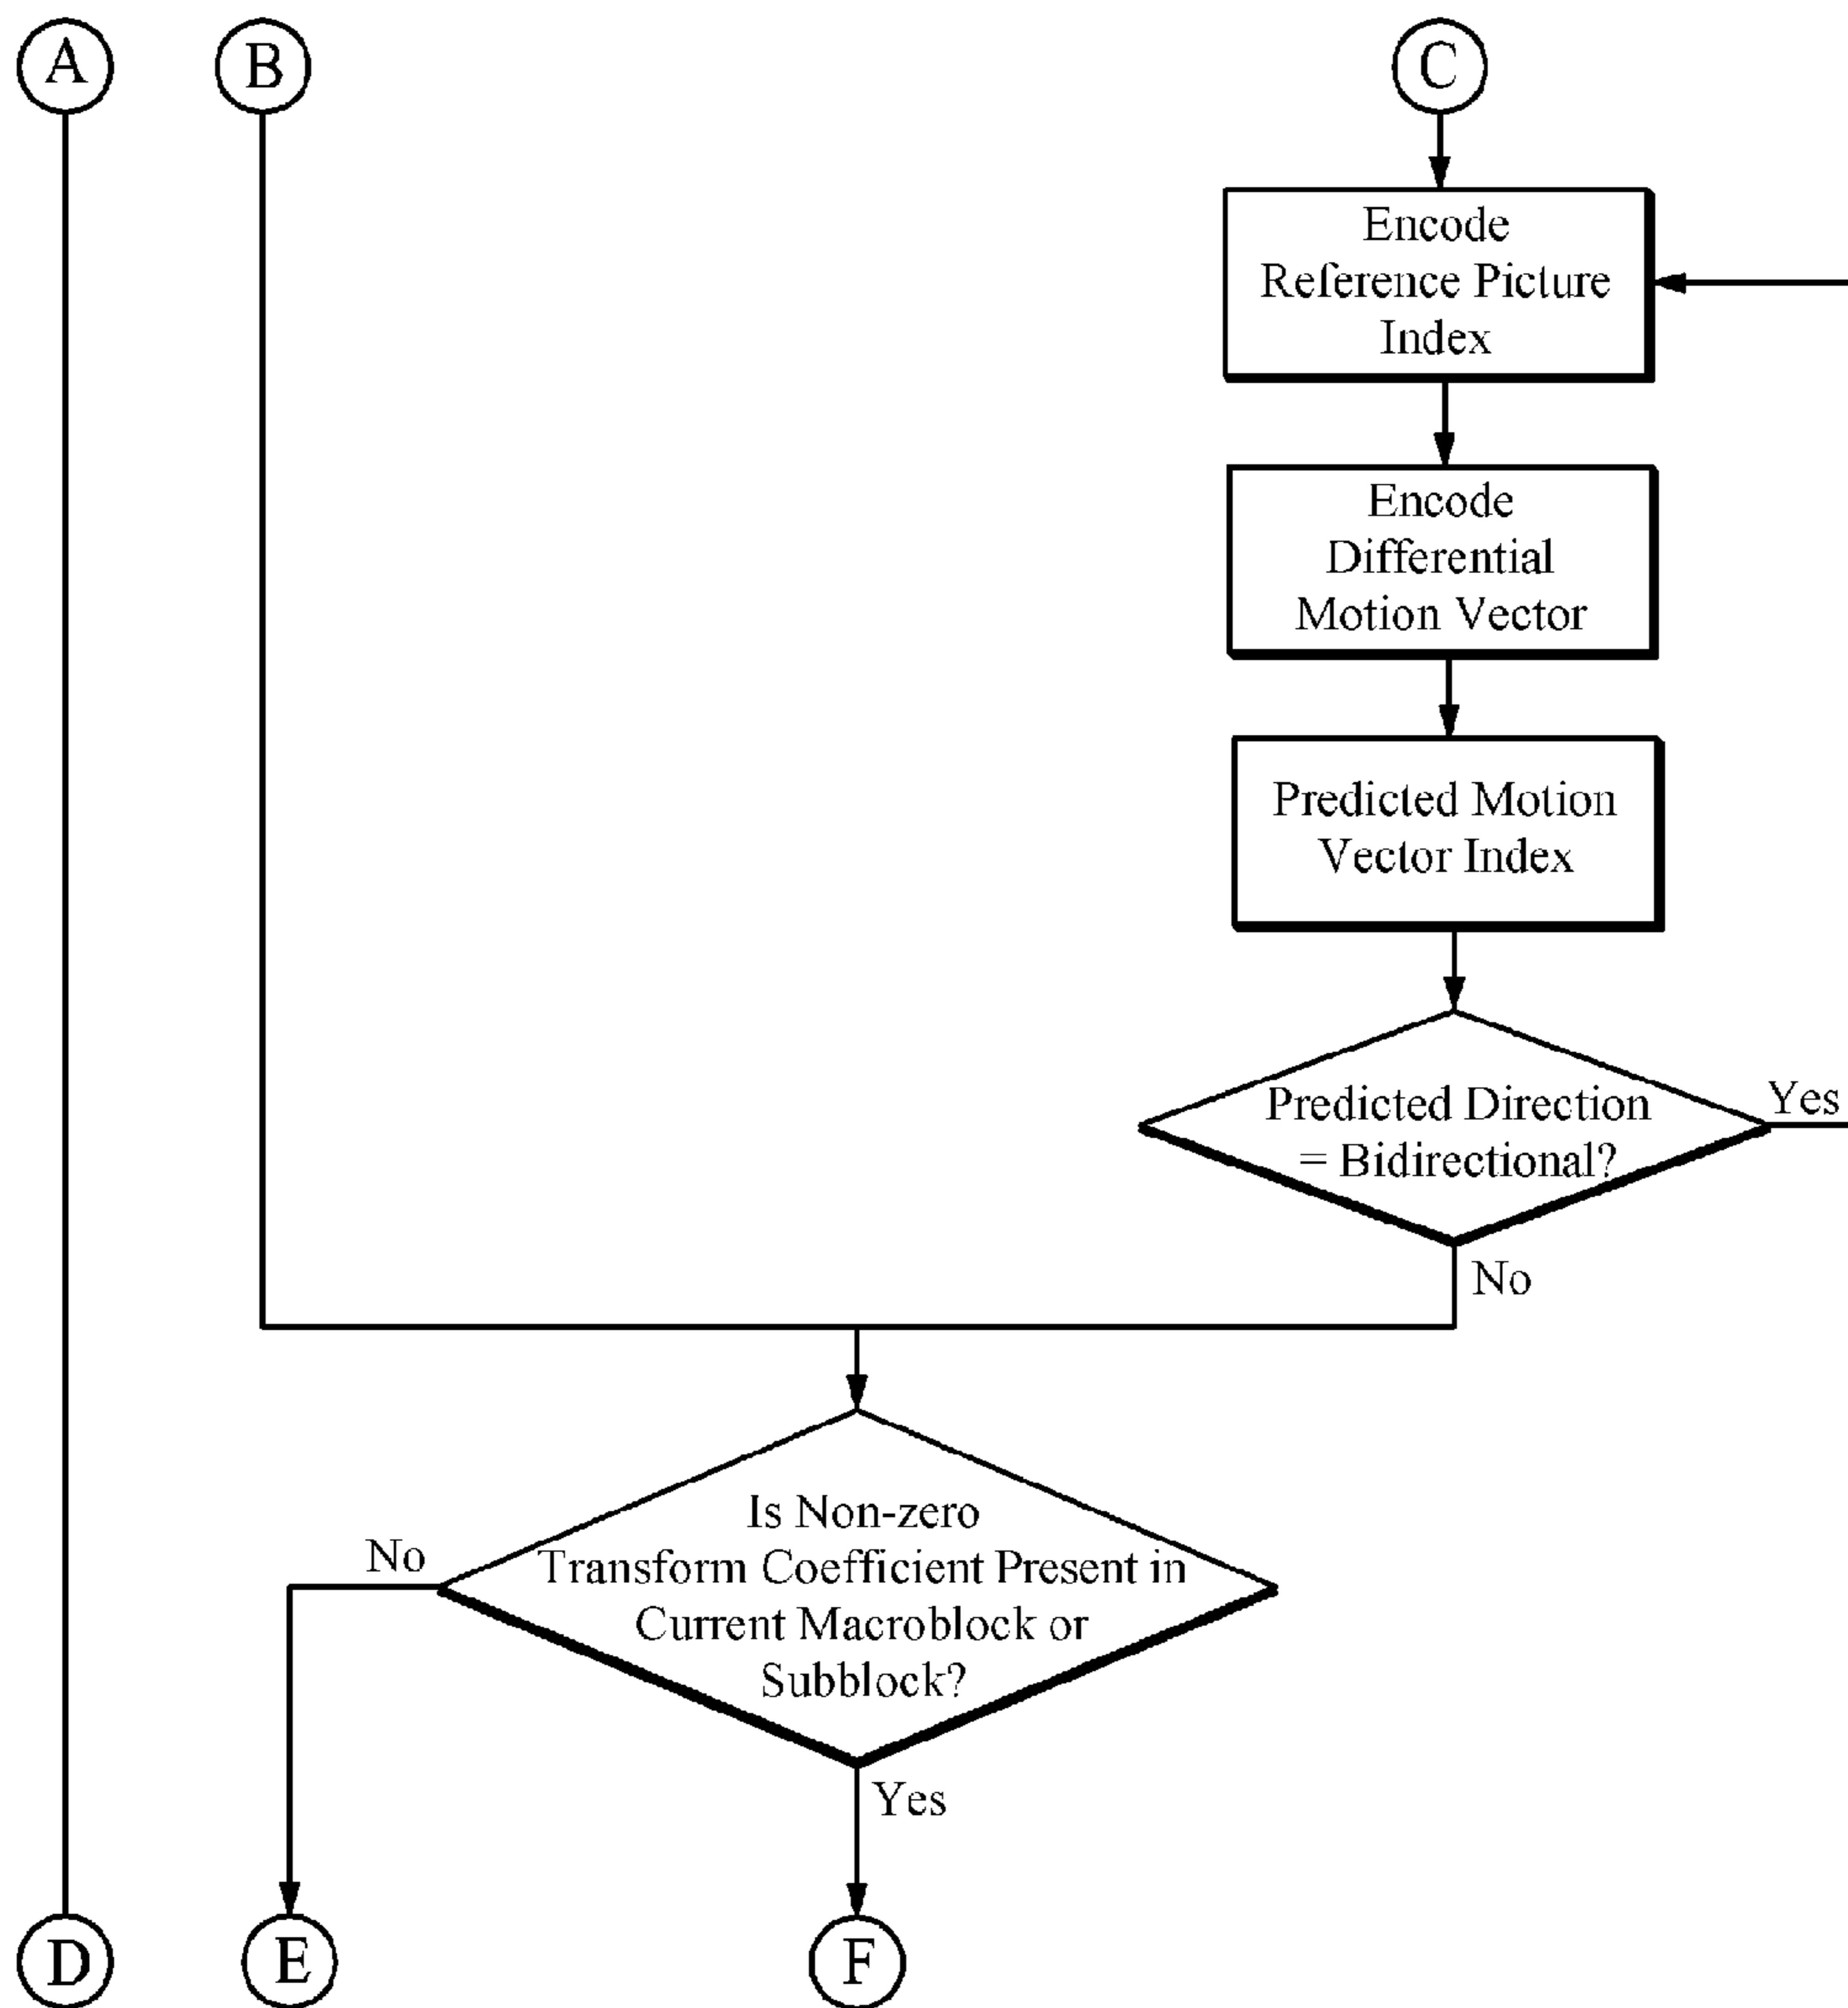 A
B
C
Encode
Reference Picture
Index
Encode
Differential
Motion Vector
Predicted Motion
Vector Index
Predicted Direction
= Bidirectional?
Yes
No
Is Non-zero
Transform Coefficient Present in
Current Macroblock or
Subblock?
No
Yes
D
E
F